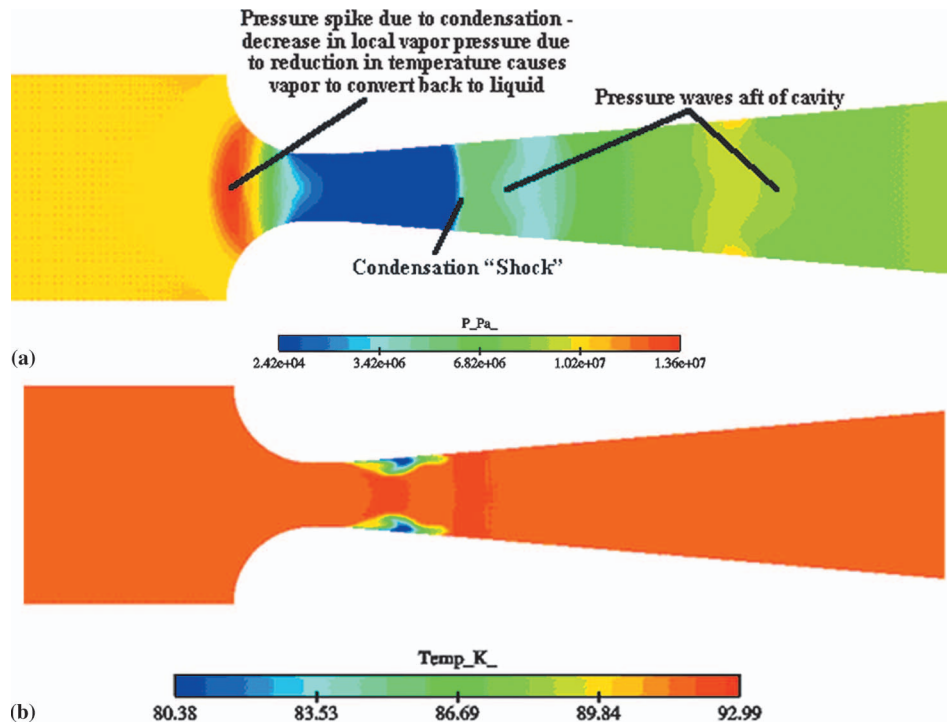 Pressure spike due to condensation -
decrease in local vapor pressure due
to reduction in temperature causes
vapor to convert back to liquid
Pressure waves aft of cavity
Condensation “Shock”
P_Pa_
(a)
2.42e+04 3.42e+06 6.82e+06 1.02e+07 1.36e+07
Temp_K_
(b)
80.38 83.53 86.69 89.84 92.99